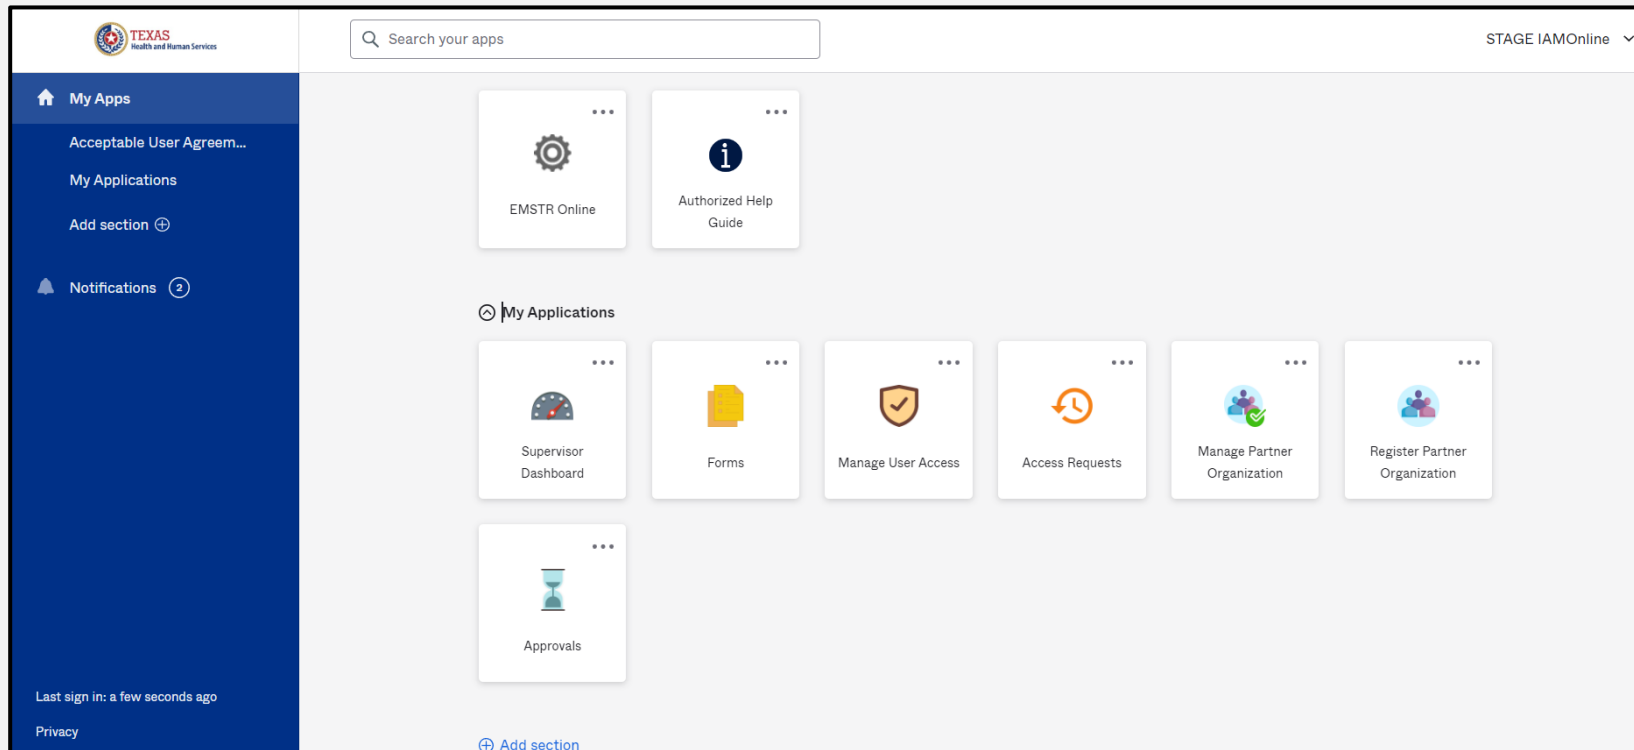 TEXAS
Health and Human Services
Search your apps
STAGE IAMOnline
My Apps
Acceptable User Agreem...
My Applications
Add section
Notifications 2
Last sign in: a few seconds ago
Privacy
EMSTR Online
Authorized Help
Guide
My Applications
Supervisor
Dashboard
Forms
Manage User Access
Access Requests
Manage Partner
Organization
Register Partner
Organization
Approvals
Add section